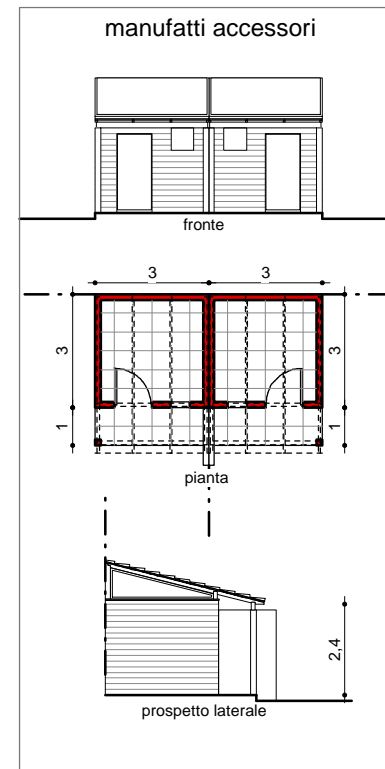 manufatti accessori
fronte
3 3
3 3
1 1
pianta
2,4
prospetto laterale